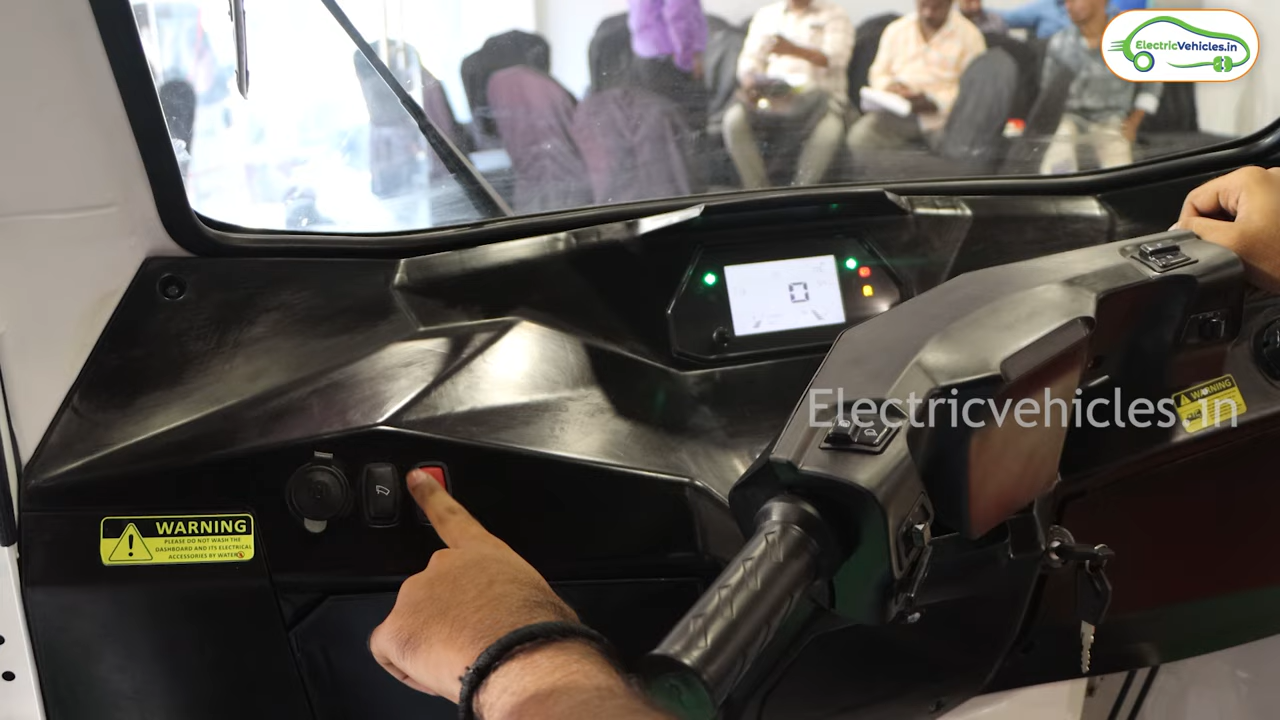 ElectricVehicles.in
0
Electricvehicles.in
WARNING
WARNING
PLEASE DO NOT WASH THE
DASHBOARD AND ITS ELECTRICAL
ACCESSORIES BY WATER